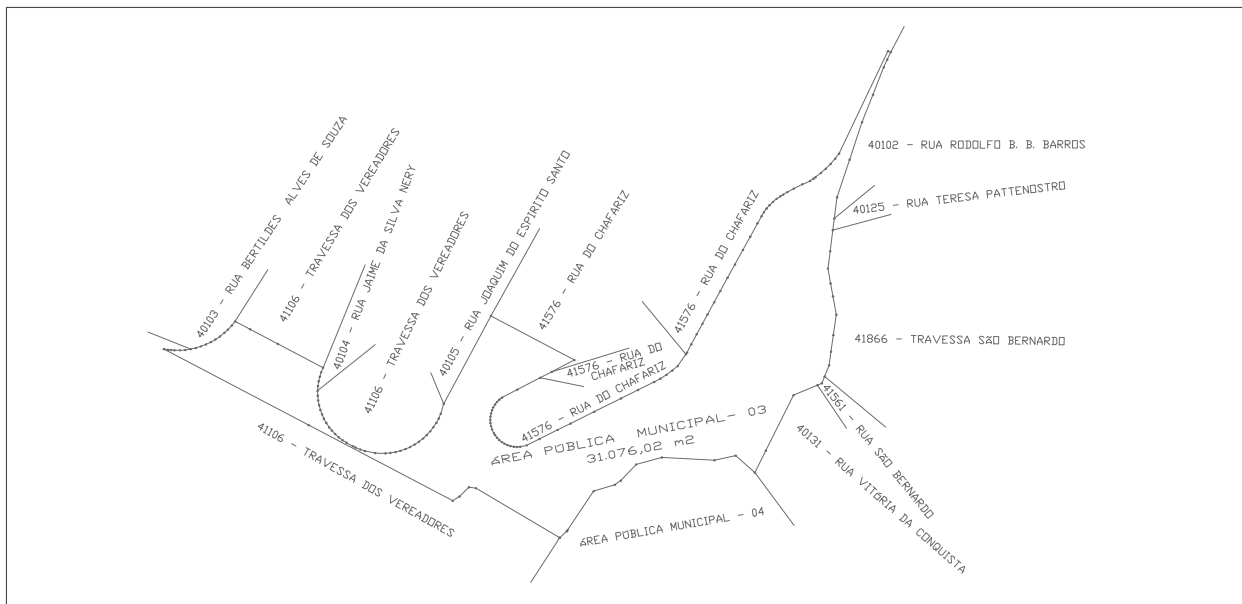 40103 - RUA BERTILDES ALVES DE SOUZA
41106 - TRAVESSA DOS VEREADORES
40104 - RUA JAIME DA SILVA NERY
41106 - TRAVESSA DOS VEREADORES
40105 - RUA JOAQUIM DO ESPIRITO SANTO
41576 - RUA DO CHAFARIZ
41576 - RUA DO CHAFARIZ
40102 - RUA RODOLFO B. B. BARROS
40125 - RUA TERESA PATTENOSTRO
41866 - TRAVESSA SÃO BERNARDO
41576 - RUA DO
CHAFARIZ
41576 - RUA DO CHAFARIZ
41561 - RUA SÃO BERNARDO
40131 - RUA VITÓRIA DA CONQUISTA
ÁREA PÚBLICA MUNICIPAL- 03
31.076,02 m2
41106 - TRAVESSA DOS VEREADORES
ÁREA PÚBLICA MUNICIPAL - 04